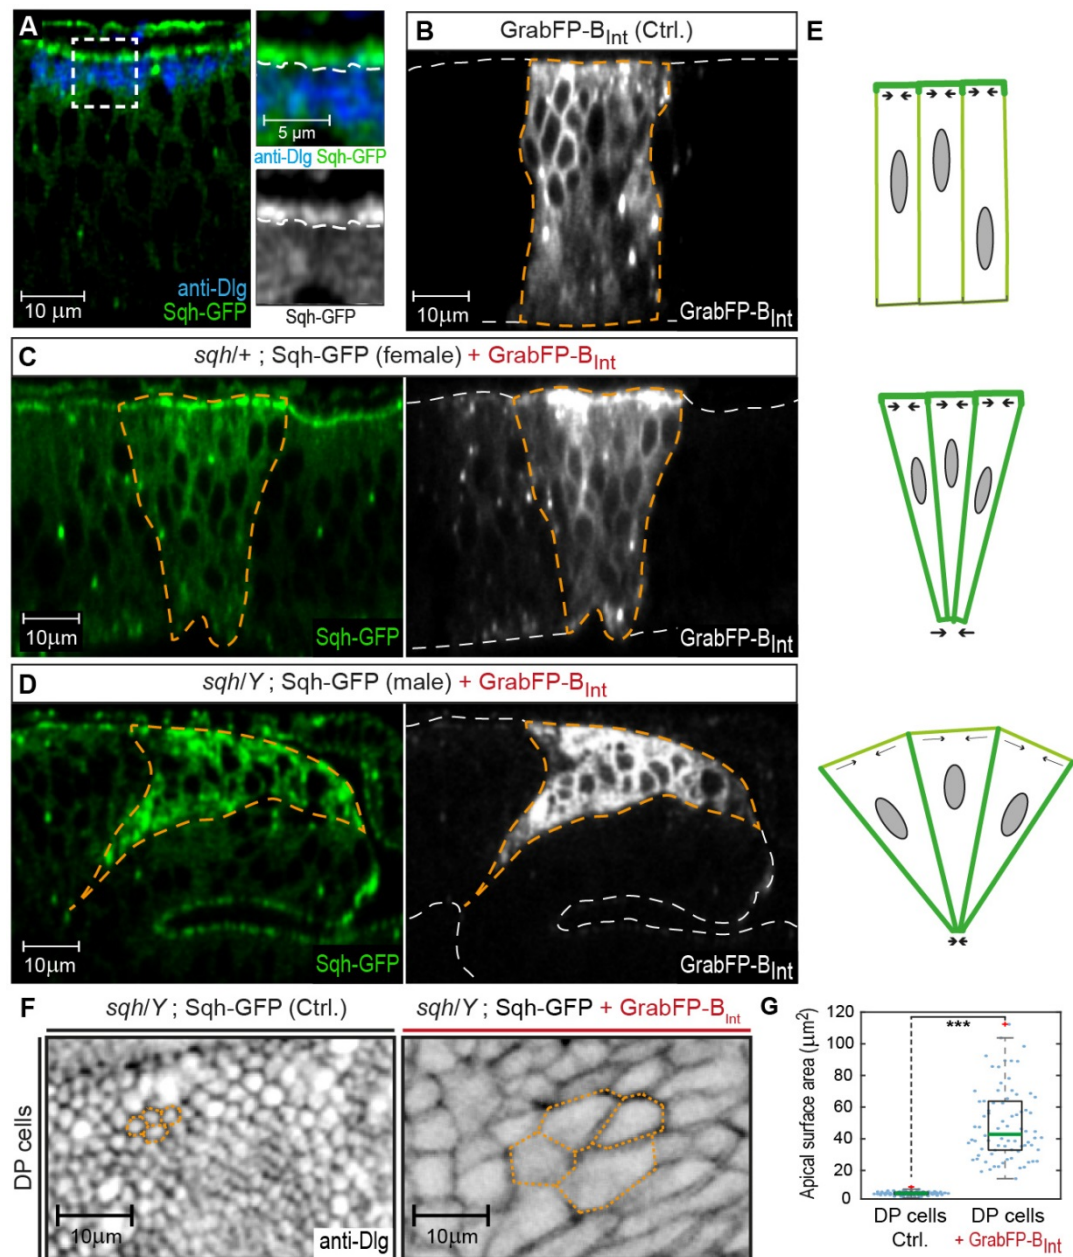 A
anti-Dlg
Sqh-GFP
10 µm
5 µm
anti-Dlg Sqh-GFP
Sqh-GFP
B
GrabFP-BInt (Ctrl.)
10µm
GrabFP-BInt
E
C
sqh/+ ; Sqh-GFP (female) + GrabFP-BInt
10µm
Sqh-GFP
GrabFP-BInt
D
sqh/Y ; Sqh-GFP (male) + GrabFP-BInt
10µm
Sqh-GFP
GrabFP-BInt
F
sqh/Y ; Sqh-GFP (Ctrl.)
sqh/Y ; Sqh-GFP + GrabFP-BInt
DP cells
10µm
anti-Dlg
10µm
G
Apical surface area (µm²)
120
100
80
60
40
20
0
***
DP cells
Ctrl.
DP cells
+ GrabFP-BInt